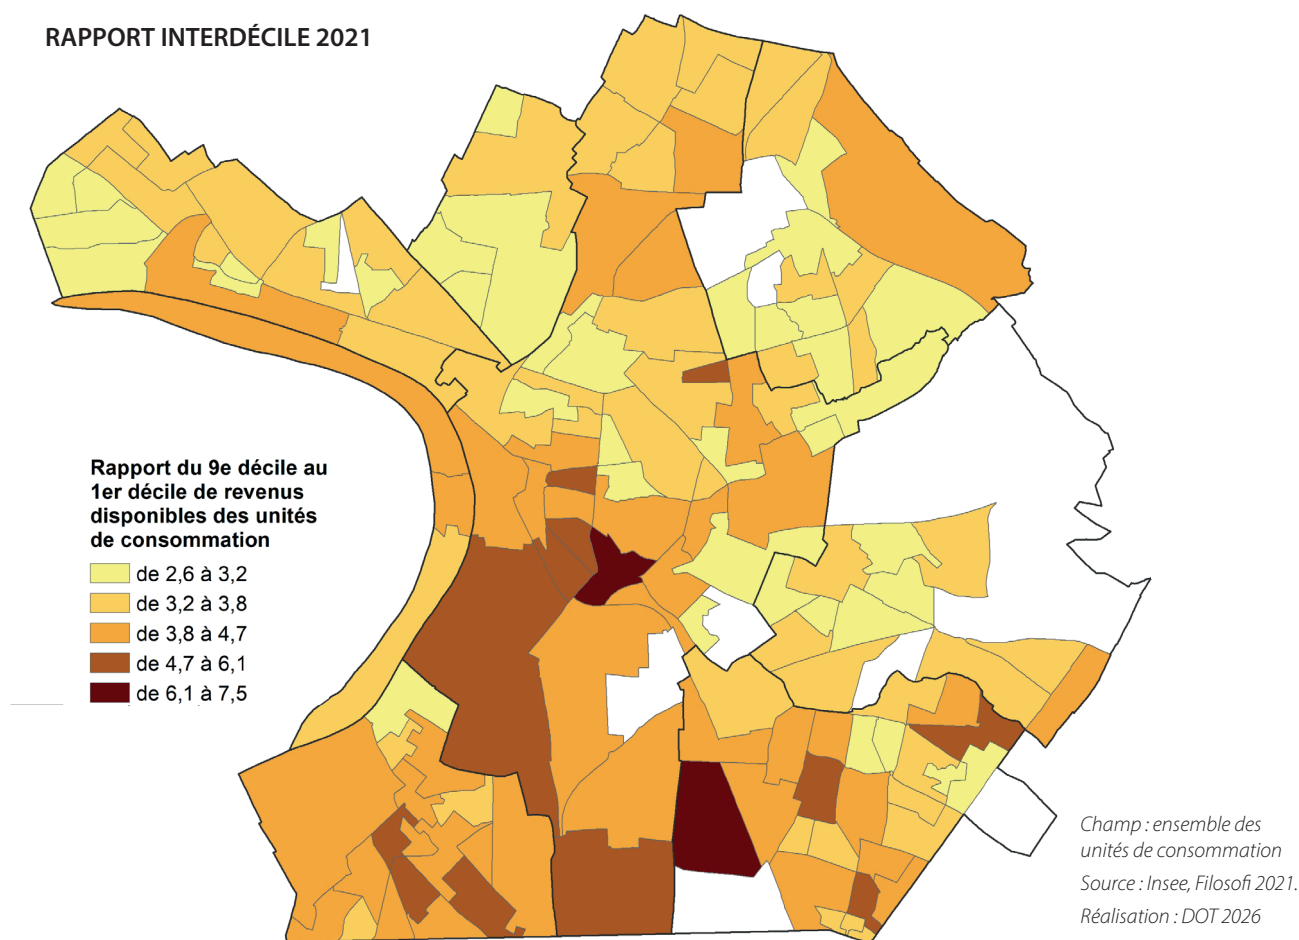 RAPPORT INTERDÉCILE 2021
Rapport du 9e décile au
1er décile de revenus
disponibles des unités
de consommation
de 2,6 à 3,2
de 3,2 à 3,8
de 3,8 à 4,7
de 4,7 à 6,1
de 6,1 à 7,5
Champ : ensemble des
unités de consommation
Source : Insee, Filosofi 2021.
Réalisation : DOT 2026